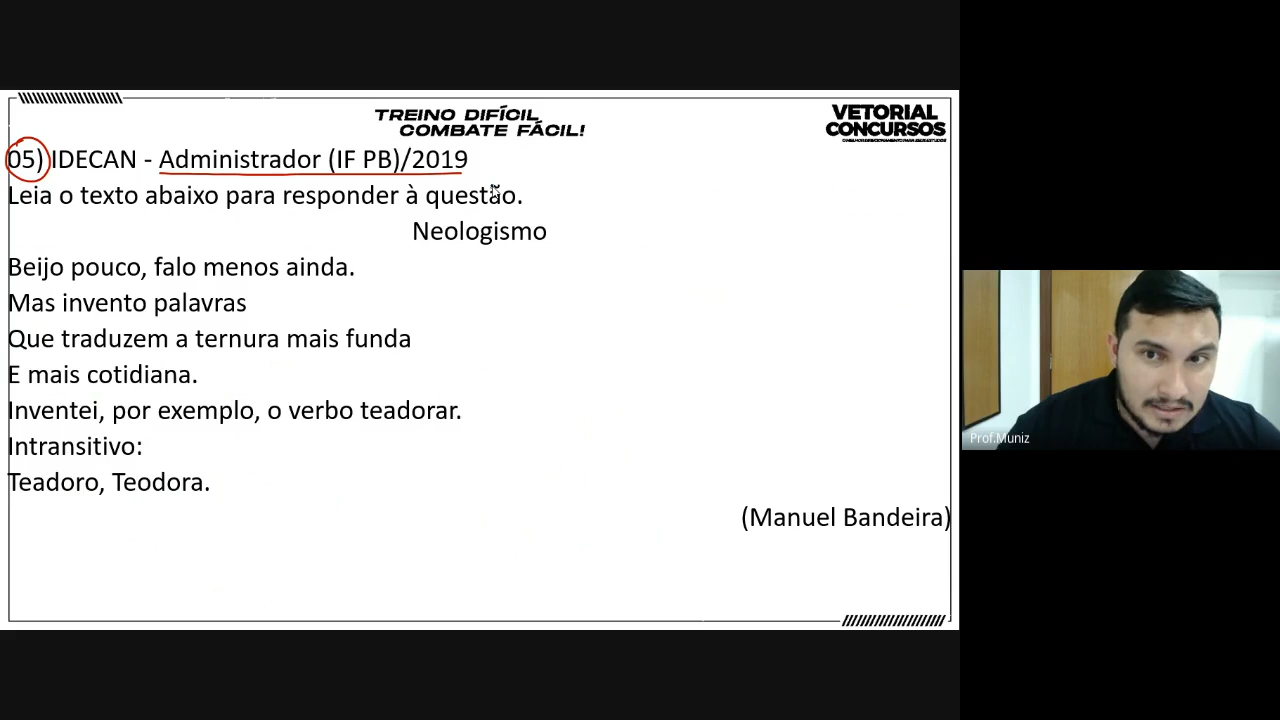 TREINO DIFÍCIL
COMBATE FÁCIL!
VETORIAL
CONCURSOS
05) IDECAN - Administrador (IF PB)/2019
Leia o texto abaixo para responder à questão.
Neologismo
Beijo pouco, falo menos ainda.
Mas invento palavras
Que traduzem a ternura mais funda
E mais cotidiana.
Inventei, por exemplo, o verbo teadorar.
Intransitivo:
Teadoro, Teodora.
(Manuel Bandeira)
Prof.Muniz